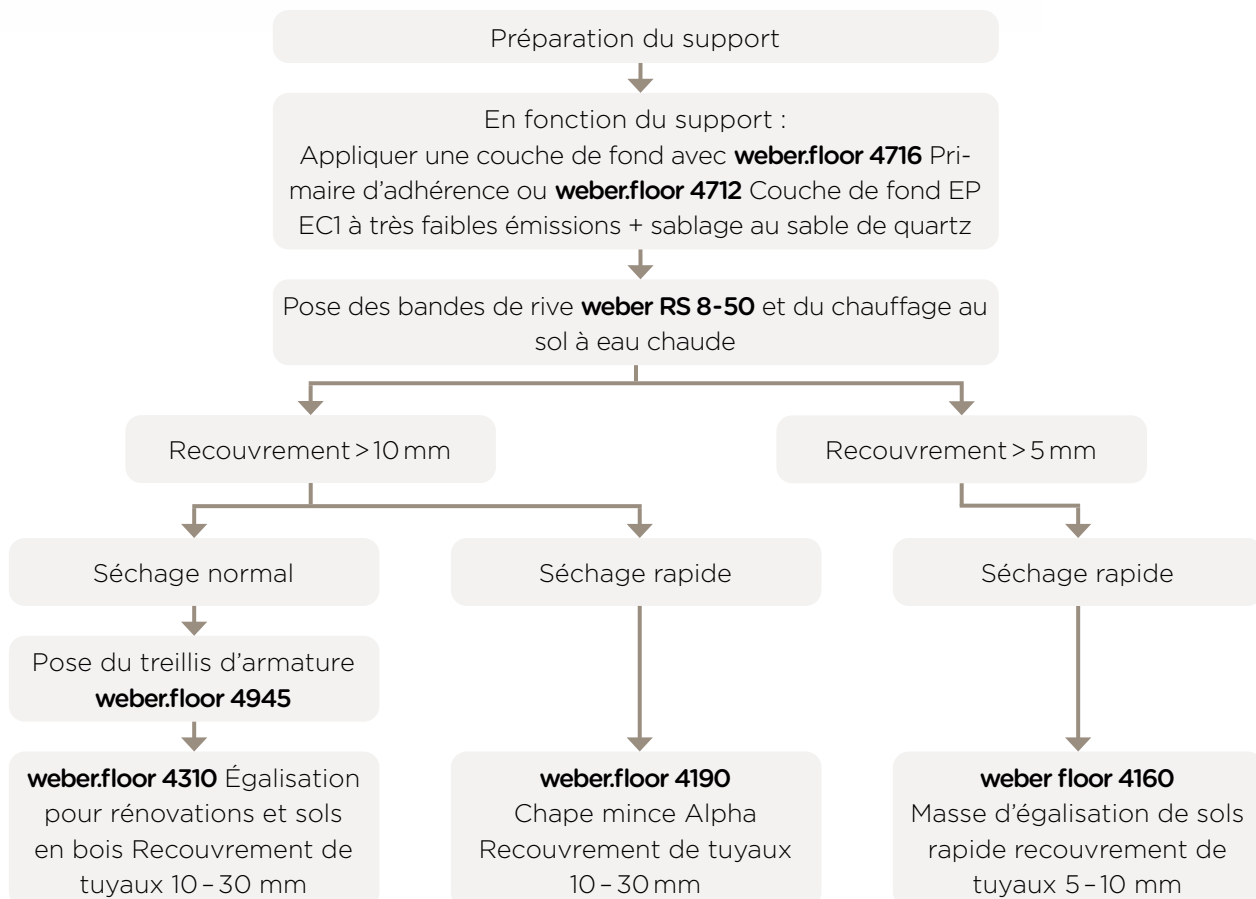 Préparation du support
En fonction du support :
Appliquer une couche de fond avec weber.floor 4716 Pri-
maire d’adhérence ou weber.floor 4712 Couche de fond EP
EC1 à très faibles émissions + sablage au sable de quartz
Pose des bandes de rive weber RS 8-50 et du chauffage au
sol à eau chaude
Recouvrement > 10 mm
Recouvrement > 5 mm
Séchage normal
Séchage rapide
Séchage rapide
Pose du treillis d’armature
weber.floor 4945
weber.floor 4310 Égalisation
pour rénovations et sols
en bois Recouvrement de
tuyaux 10 – 30 mm
weber.floor 4190
Chape mince Alpha
Recouvrement de tuyaux
10 – 30 mm
weber floor 4160
Masse d’égalisation de sols
rapide recouvrement de
tuyaux 5 – 10 mm